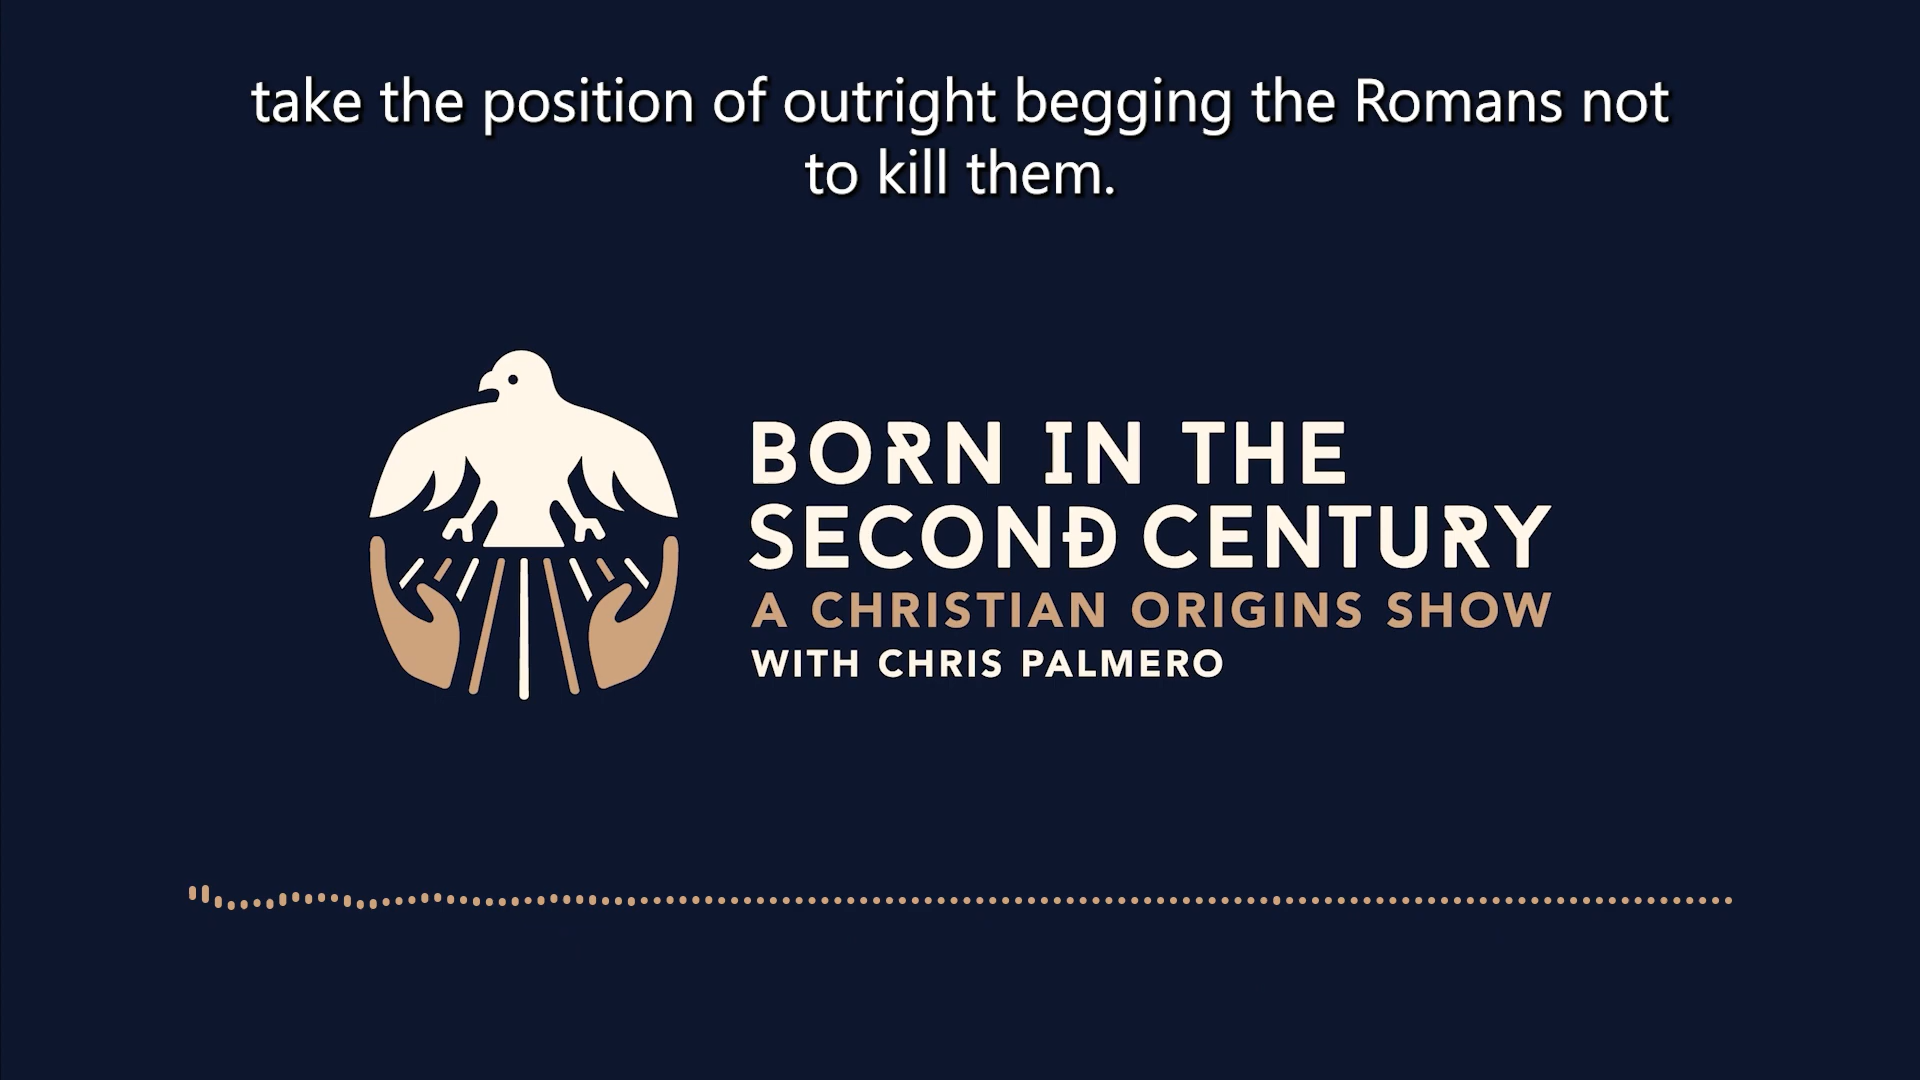 take the position of outright begging the Romans not
to kill them.
BORN IN THE
SECOND CENTURY
A CHRISTIAN ORIGINS SHOW
WITH CHRIS PALMERO